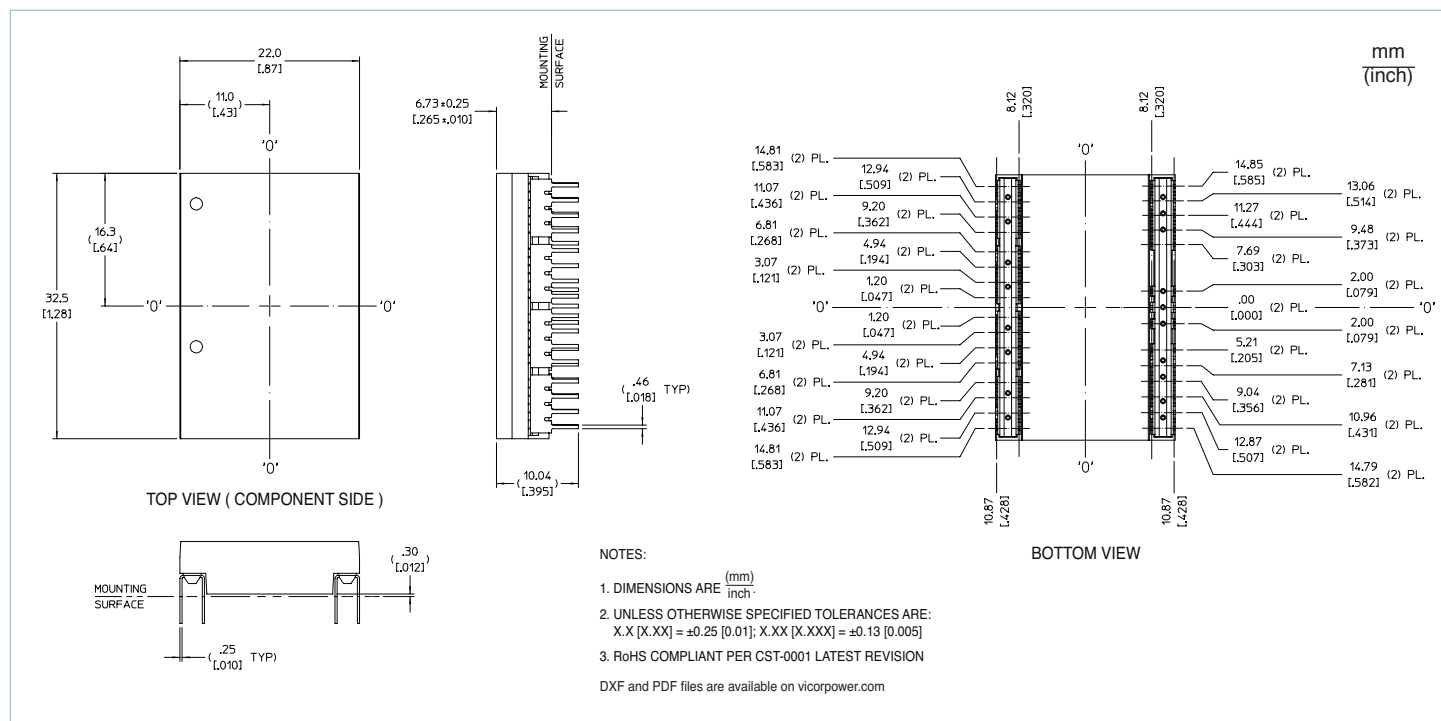 22.0
[.87]
11.0
[.43]
'0'
16.3
[.64]
32.5
[1.28]
'0'
'0'
'0'
TOP VIEW ( COMPONENT SIDE )
MOUNTING
SURFACE
6.73 ±0.25
[.265 ±.010]
.46
[.018] TYP)
10.04
[.395]
MOUNTING
SURFACE
.30
[.012]
.25
[.010] TYP)
mm
(inch)
8.12
[.320]
8.12
[.320]
'0'
14.81
[.583] (2) PL.
12.94
[.509] (2) PL.
11.07
[.436] (2) PL.
9.20
[.362] (2) PL.
6.81
[.268] (2) PL.
4.94
[.194] (2) PL.
3.07
[.121] (2) PL.
1.20
[.047] (2) PL.
'0'
1.20
[.047] (2) PL.
3.07
[.121] (2) PL.
4.94
[.194] (2) PL.
6.81
[.268] (2) PL.
9.20
[.362] (2) PL.
11.07
[.436] (2) PL.
12.94
[.509] (2) PL.
14.81
[.583] (2) PL.
14.85
[.585] (2) PL.
13.06
[.514] (2) PL.
11.27
[.444] (2) PL.
9.48
[.373] (2) PL.
7.69
[.303] (2) PL.
2.00
[.079] (2) PL.
.00
[.000] (2) PL.
'0'
2.00
[.079] (2) PL.
5.21
[.205] (2) PL.
7.13
[.281] (2) PL.
9.04
[.356] (2) PL.
10.96
[.431] (2) PL.
12.87
[.507] (2) PL.
14.79
[.582] (2) PL.
'0'
10.87
[.428]
10.87
[.428]
BOTTOM VIEW
NOTES:
1. DIMENSIONS ARE (mm)
inch.
2. UNLESS OTHERWISE SPECIFIED TOLERANCES ARE:
X.X [X.XX] = ±0.25 [0.01]; X.XX [X.XXX] = ±0.13 [0.005]
3. RoHS COMPLIANT PER CST-0001 LATEST REVISION
DXF and PDF files are available on vicorpower.com